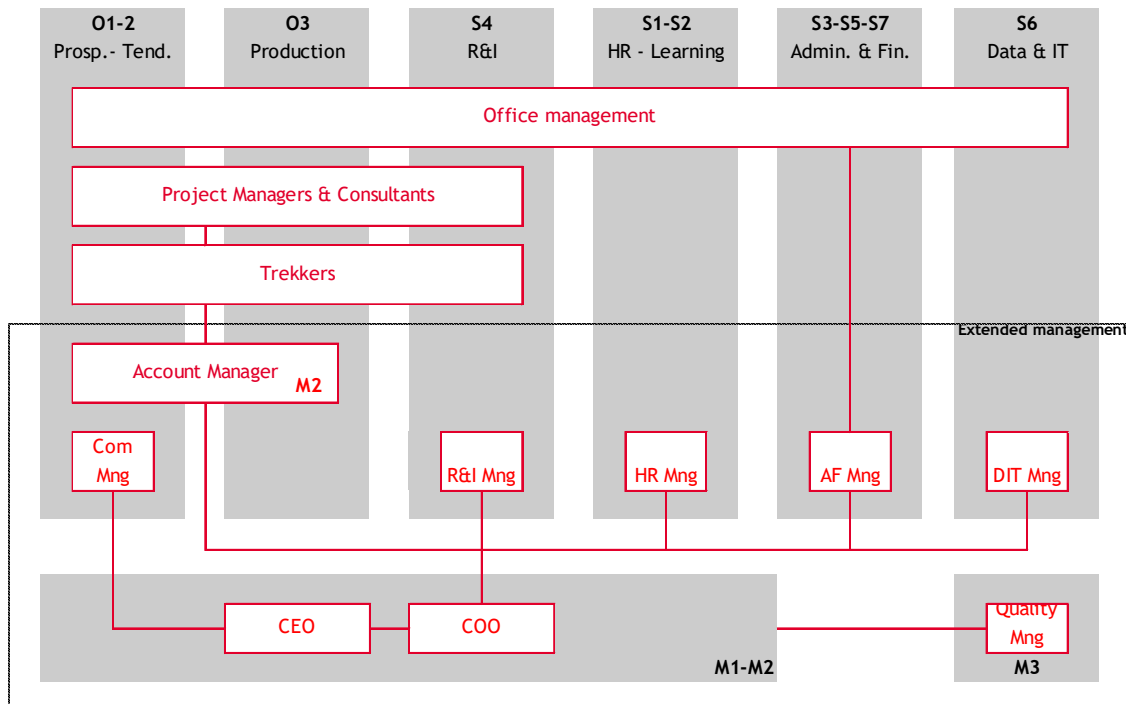 O1-2
Prosp.- Tend.
O3
Production
S4
R&I
S1-S2
HR - Learning
S3-S5-S7
Admin. & Fin.
S6
Data & IT
Office management
Project Managers & Consultants
Trekkers
Extended management
Account Manager
M2
Com
Mng
R&I Mng
HR Mng
AF Mng
DIT Mng
CEO
COO
Quality
Mng
M1-M2
M3